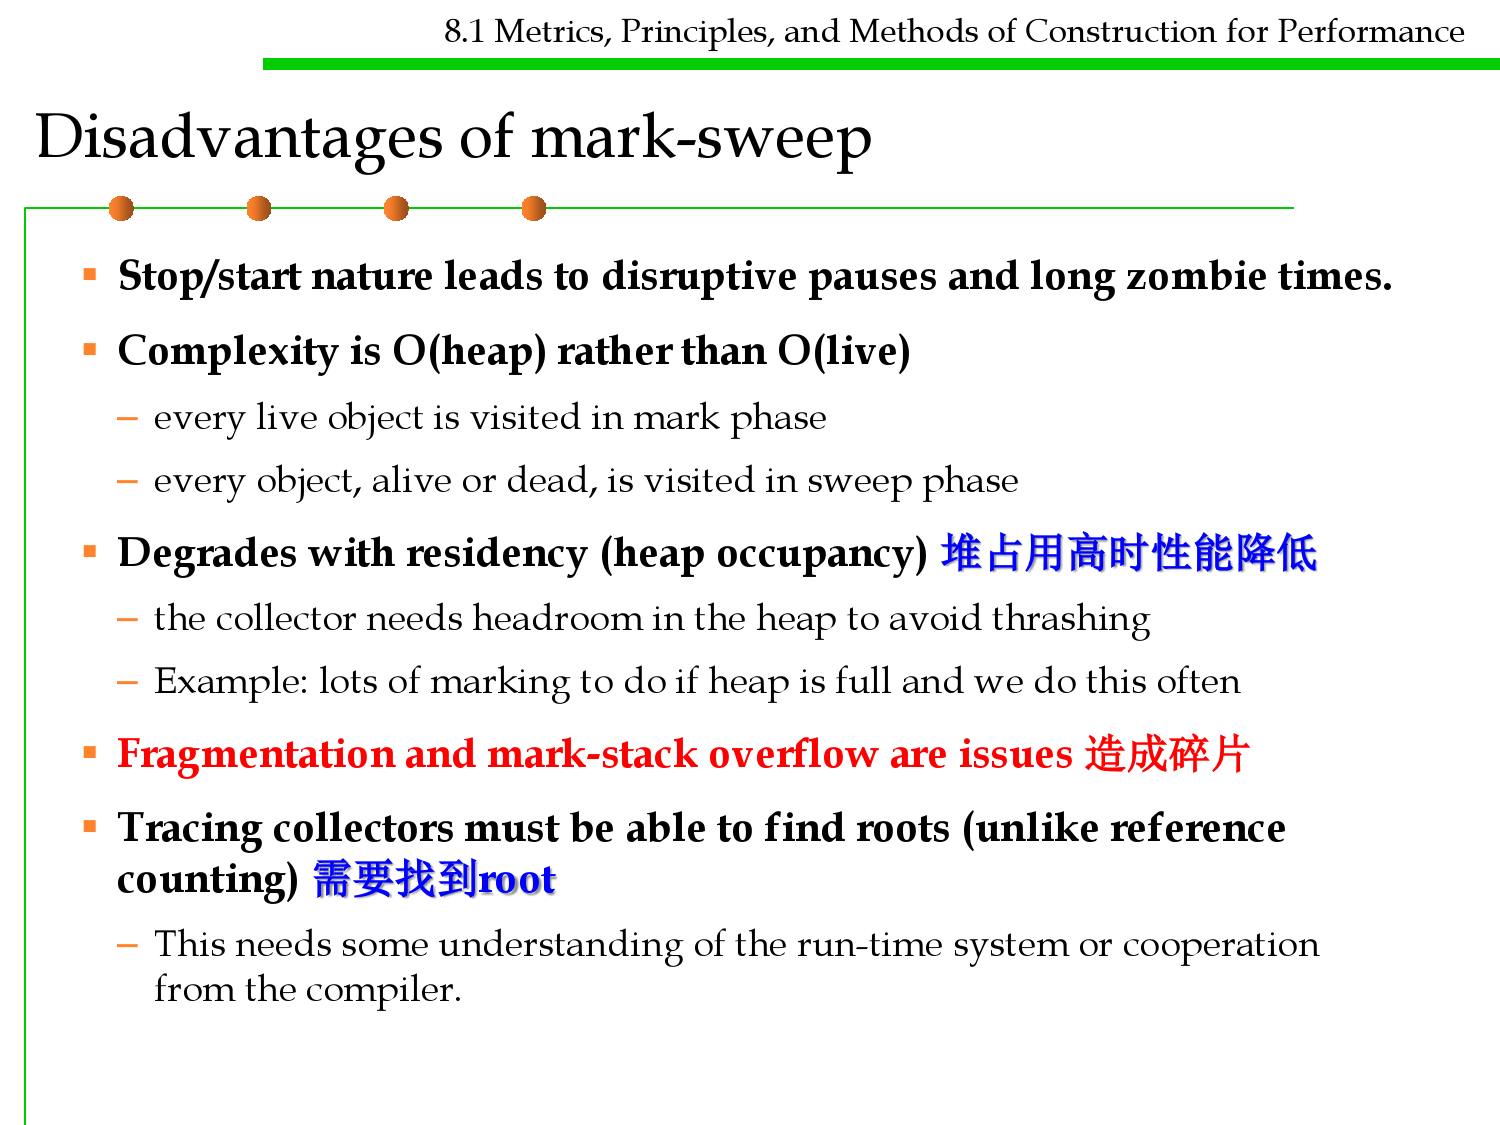 8.1 Metrics, Principles, and Methods of Construction for Performance
Disadvantages of mark-sweep
▪ Stop/start nature leads to disruptive pauses and long zombie times.
▪ Complexity is O(heap) rather than O(live)
– every live object is visited in mark phase
– every object, alive or dead, is visited in sweep phase
▪ Degrades with residency (heap occupancy) 堆占用高时性能降低
– the collector needs headroom in the heap to avoid thrashing
– Example: lots of marking to do if heap is full and we do this often
▪ Fragmentation and mark-stack overflow are issues 造成碎片
▪ Tracing collectors must be able to find roots (unlike reference
counting) 需要找到root
– This needs some understanding of the run-time system or cooperation
from the compiler.